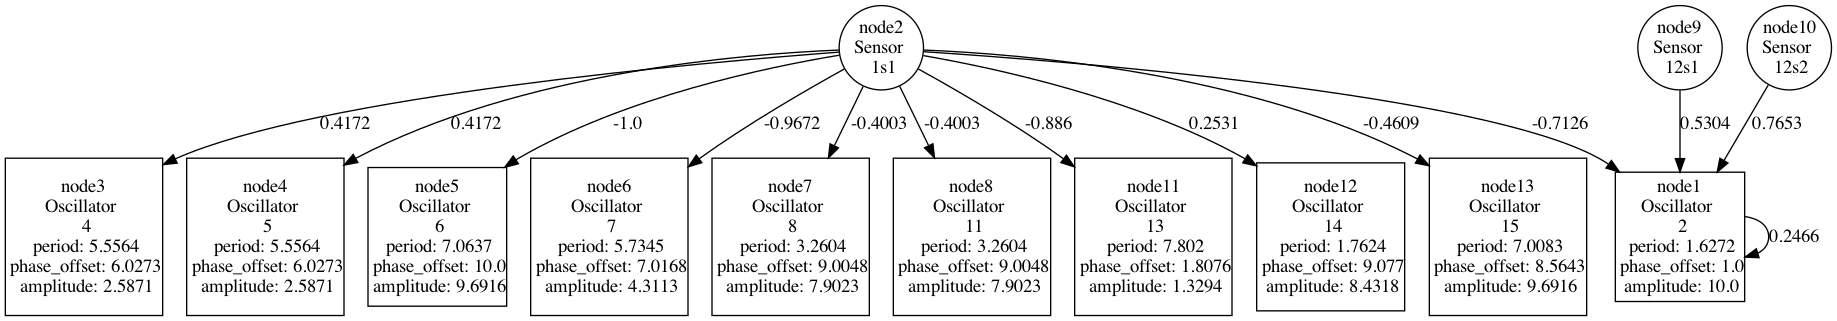 node2
Sensor
1s1
node9
Sensor
12s1
node10
Sensor
12s2
0.4172
0.4172
-1.0
-0.9672
-0.4003
-0.4003
-0.886
0.2531
-0.4609
-0.7126
0.5304
0.7653
node3
Oscillator
4
period: 5.5564
phase_offset: 6.0273
amplitude: 2.5871
node4
Oscillator
5
period: 5.5564
phase_offset: 6.0273
amplitude: 2.5871
node5
Oscillator
6
period: 7.0637
phase_offset: 10.0
amplitude: 9.6916
node6
Oscillator
7
period: 5.7345
phase_offset: 7.0168
amplitude: 4.3113
node7
Oscillator
8
period: 3.2604
phase_offset: 9.0048
amplitude: 7.9023
node8
Oscillator
11
period: 3.2604
phase_offset: 9.0048
amplitude: 7.9023
node11
Oscillator
13
period: 7.802
phase_offset: 1.8076
amplitude: 1.3294
node12
Oscillator
14
period: 1.7624
phase_offset: 9.077
amplitude: 8.4318
node13
Oscillator
15
period: 7.0083
phase_offset: 8.5643
amplitude: 9.6916
node1
Oscillator
2
period: 1.6272
phase_offset: 1.0
amplitude: 10.0
0.2466